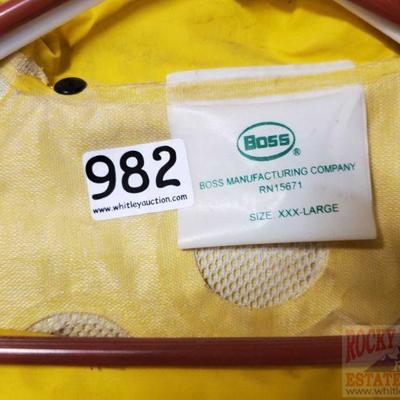 982
www.whitleyauction.com
Boss
®
BOSS MANUFACTURING COMPANY
RN15671
SIZE: XXX-LARGE
ROCKY
ESTATE